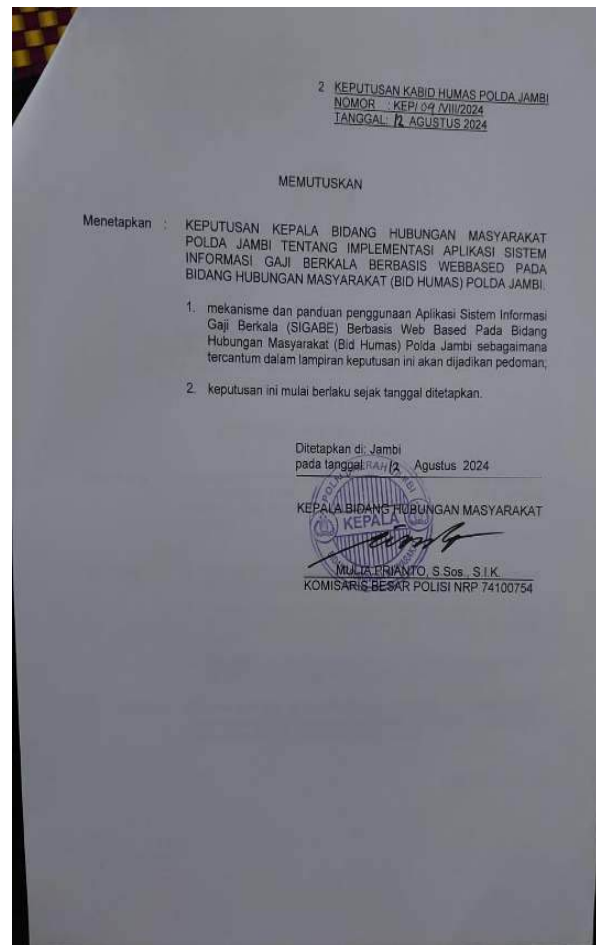 2 KEPUTUSAN KABID HUMAS POLDA JAMBI
NOMOR : KEP/ 09 /VIII/2024
TANGGAL: 12 AGUSTUS 2024
MEMUTUSKAN
Menetapkan : KEPUTUSAN KEPALA BIDANG HUBUNGAN MASYARAKAT
POLDA JAMBI TENTANG IMPLEMENTASI APLIKASI SISTEM
INFORMASI GAJI BERKALA BERBASIS WEBBASED PADA
BIDANG HUBUNGAN MASYARAKAT (BID HUMAS) POLDA JAMBI.
1. mekanisme dan panduan penggunaan Aplikasi Sistem Informasi
Gaji Berkala (SIGABE) Berbasis Web Based Pada Bidang
Hubungan Masyarakat (Bid Humas) Polda Jambi sebagaimana
tercantum dalam lampiran keputusan ini akan dijadikan pedoman;
2. keputusan ini mulai berlaku sejak tanggal ditetapkan.
Ditetapkan di: Jambi
pada tanggal: 12 Agustus 2024
KEPALA BIDANG HUBUNGAN MASYARAKAT
KEPALA
MULIA PRIANTO, S.Sos., S.I.K.
KOMISARIS BESAR POLISI NRP 74100754